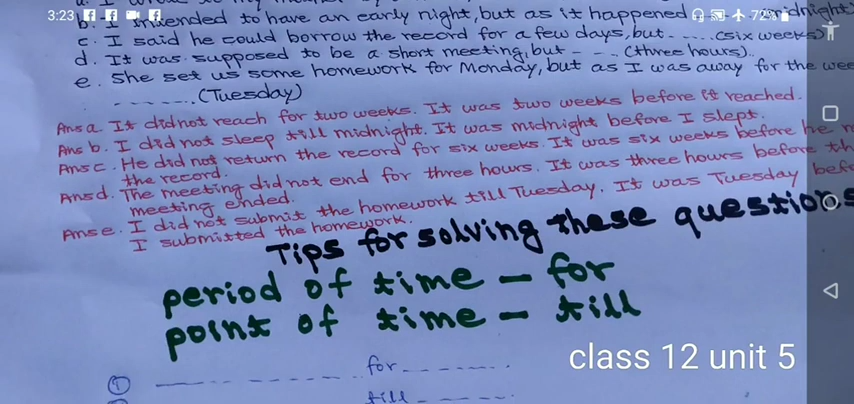 3:23
72%
b. I intended to have an early night, but as it happened midnight)
c. I said he could borrow the record for a few days, but ..... (six weeks)
d. It was supposed to be a short meeting, but - - - - (three hours).
e. She set us some homework for Monday, but as I was away for the wee
------- (Tuesday)
Ans a. It did not reach for two weeks. It was two weeks before it reached.
Ans b. I did not sleep till midnight. It was midnight before I slept.
Ans c. He did not return the record for six weeks. It was six weeks before he
the record.
Ans d. The meeting did not end for three hours. It was three hours before th
meeting ended.
Ans e. I did not submit the homework till Tuesday. It was Tuesday befo
I submitted the homework.
Tips for solving these questions
period of time - for
point of time - till
class 12 unit 5
① ------------ for --------
till ------